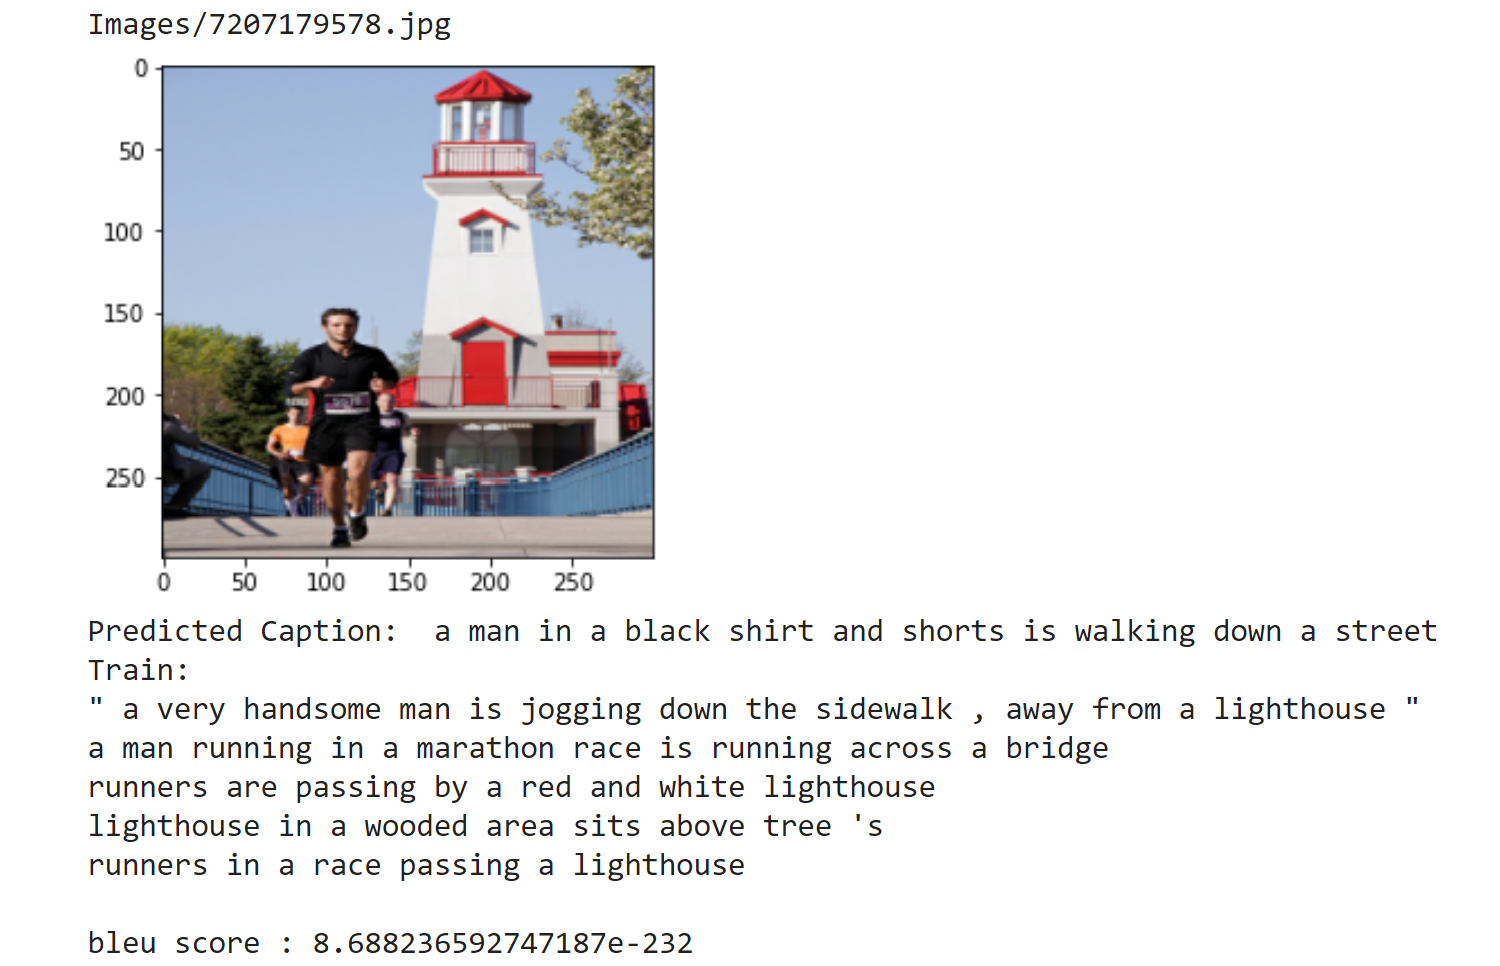 Images/7207179578.jpg
0
50
100
150
200
250
0 50 100 150 200 250
Predicted Caption:  a man in a black shirt and shorts is walking down a street
Train:
" a very handsome man is jogging down the sidewalk , away from a lighthouse "
a man running in a marathon race is running across a bridge
runners are passing by a red and white lighthouse
lighthouse in a wooded area sits above tree 's
runners in a race passing a lighthouse
bleu score : 8.688236592747187e-232